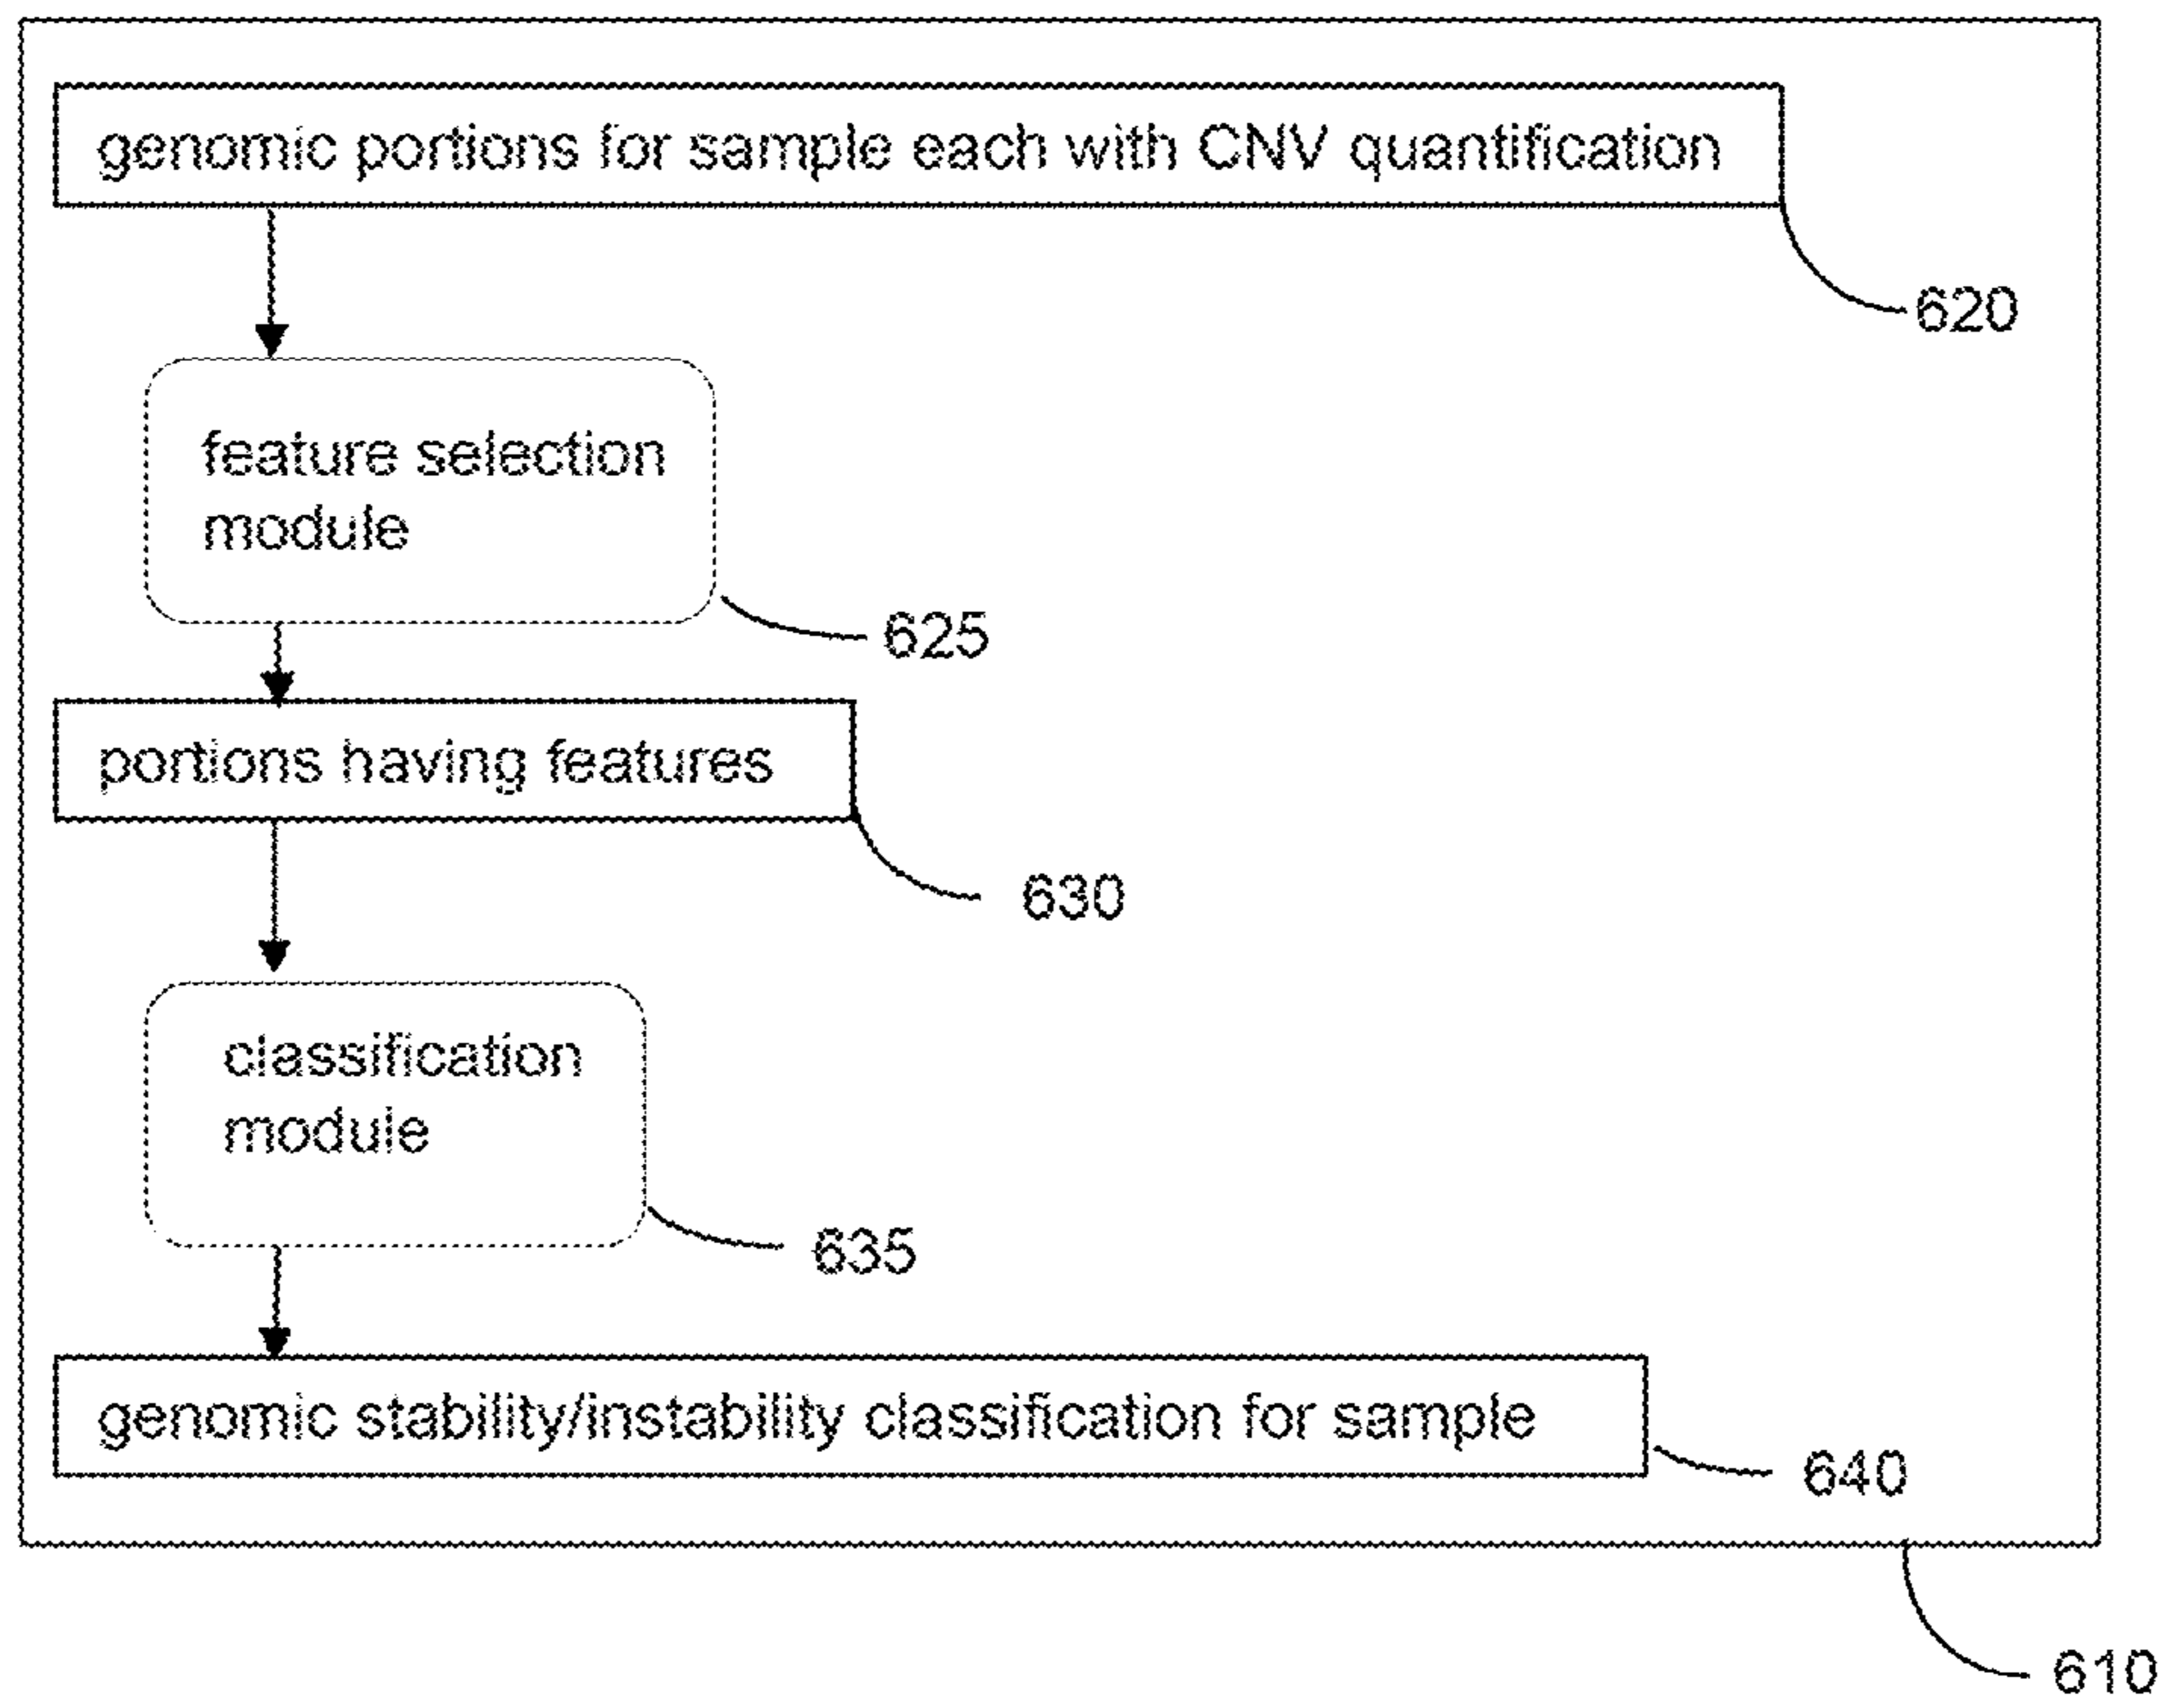 genomic portions for sample each with CNV quantification
620
feature selection
module
625
portions having features
630
classification
module
635
genomic stability/instability classification for sample
640
610